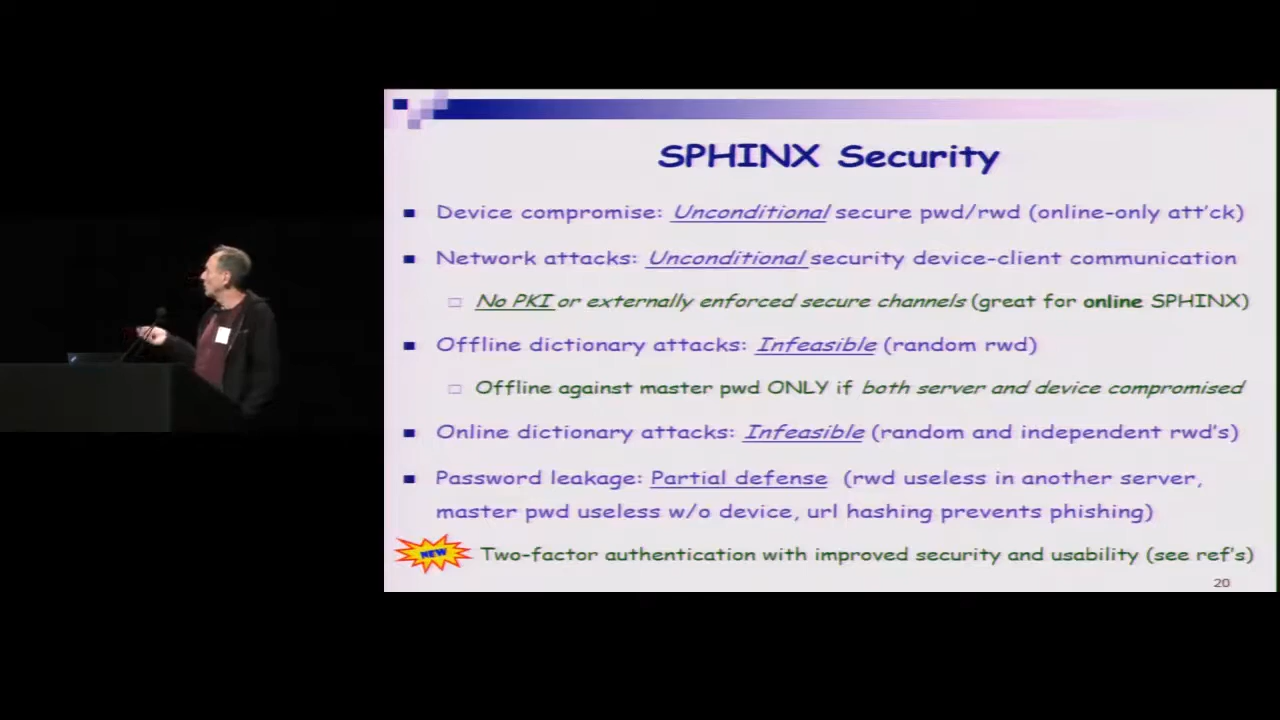 SPHINX Security
Device compromise: Unconditional secure pwd/rwd (online-only att'ck)
Network attacks: Unconditional security device-client communication
No PKI or externally enforced secure channels (great for online SPHINX)
Offline dictionary attacks: Infeasible (random rwd)
Offline against master pwd ONLY if both server and device compromised
Online dictionary attacks: Infeasible (random and independent rwd's)
Password leakage: Partial defense (rwd useless in another server,
master pwd useless w/o device, url hashing prevents phishing)
NEW Two-factor authentication with improved security and usability (see ref's)
20